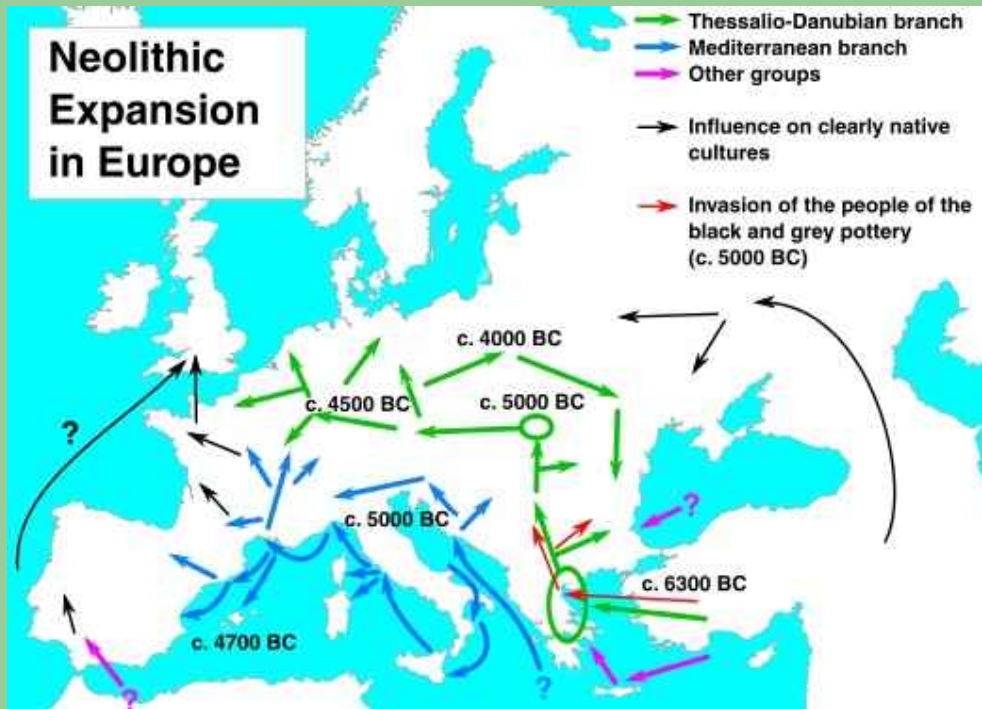 Neolithic
Expansion
in Europe
Thessalio-Danubian branch
Mediterranean branch
Other groups
Influence on clearly native
cultures
Invasion of the people of the
black and grey pottery
(c. 5000 BC)
c. 4000 BC
c. 4500 BC
c. 5000 BC
?
?
c. 5000 BC
c. 6300 BC
c. 4700 BC
?
?